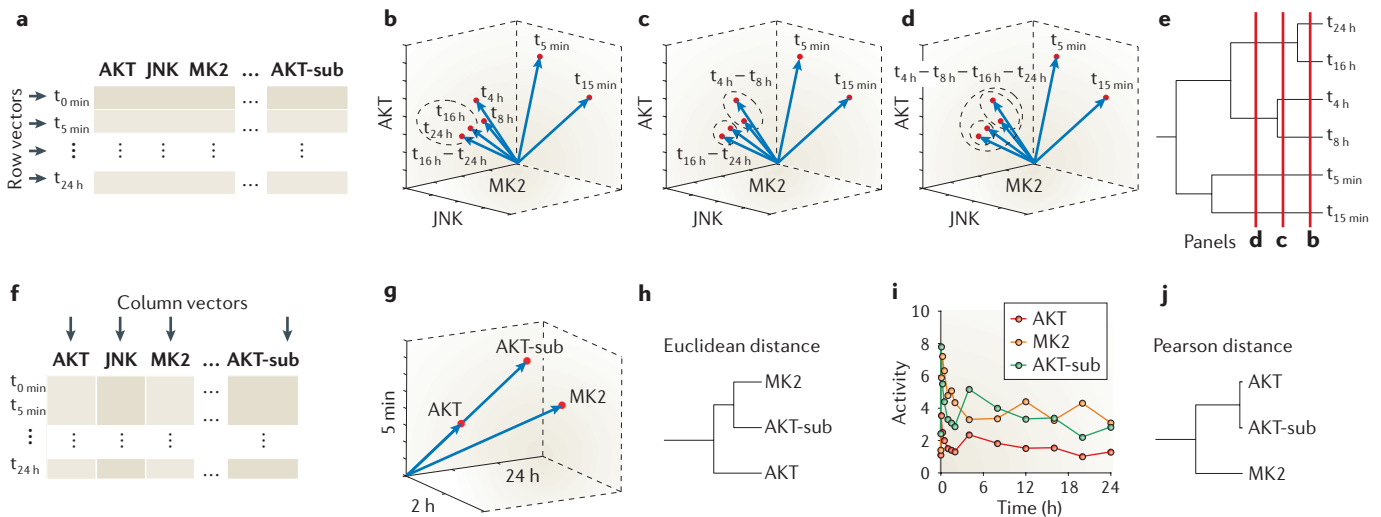 a
AKT JNK MK2 ... AKT-sub
Row vectors
t0 min ...
t5 min ...
⋮ ⋮ ⋮ ⋮ ⋮
t24 h ...
b
AKT
t5 min
t15 min
t4 h
t16 h t8 h
t24 h
t16 h – t24 h
MK2
JNK
c
AKT
t5 min
t4 h – t8 h
t15 min
t16 h – t24 h
MK2
JNK
d
AKT
t5 min
t4 h – t8 h – t16 h – t24 h
t15 min
MK2
JNK
e
t24 h
t16 h
t4 h
t8 h
t5 min
t15 min
Panels d c b
f
Column vectors
AKT JNK MK2 ... AKT-sub
t0 min ...
t5 min ...
⋮ ⋮ ⋮ ⋮ ⋮
t24 h ...
g
5 min
AKT-sub
AKT
MK2
24 h
2 h
h
Euclidean distance
MK2
AKT-sub
AKT
i
Activity
10
8
6
4
2
0
AKT
MK2
AKT-sub
0 6 12 18 24
Time (h)
j
Pearson distance
AKT
AKT-sub
MK2